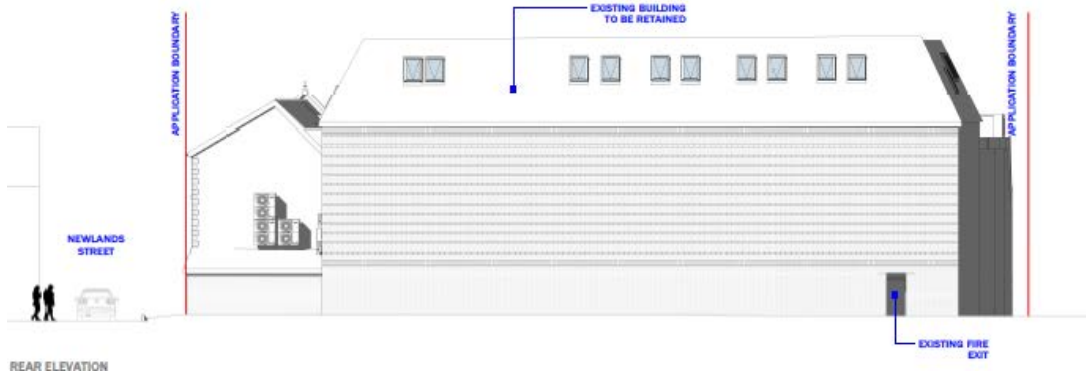 EXISTING BUILDING
TO BE RETAINED
APPLICATION BOUNDARY
APPLICATION BOUNDARY
NEWLANDS
STREET
EXISTING FIRE
EXIT
REAR ELEVATION